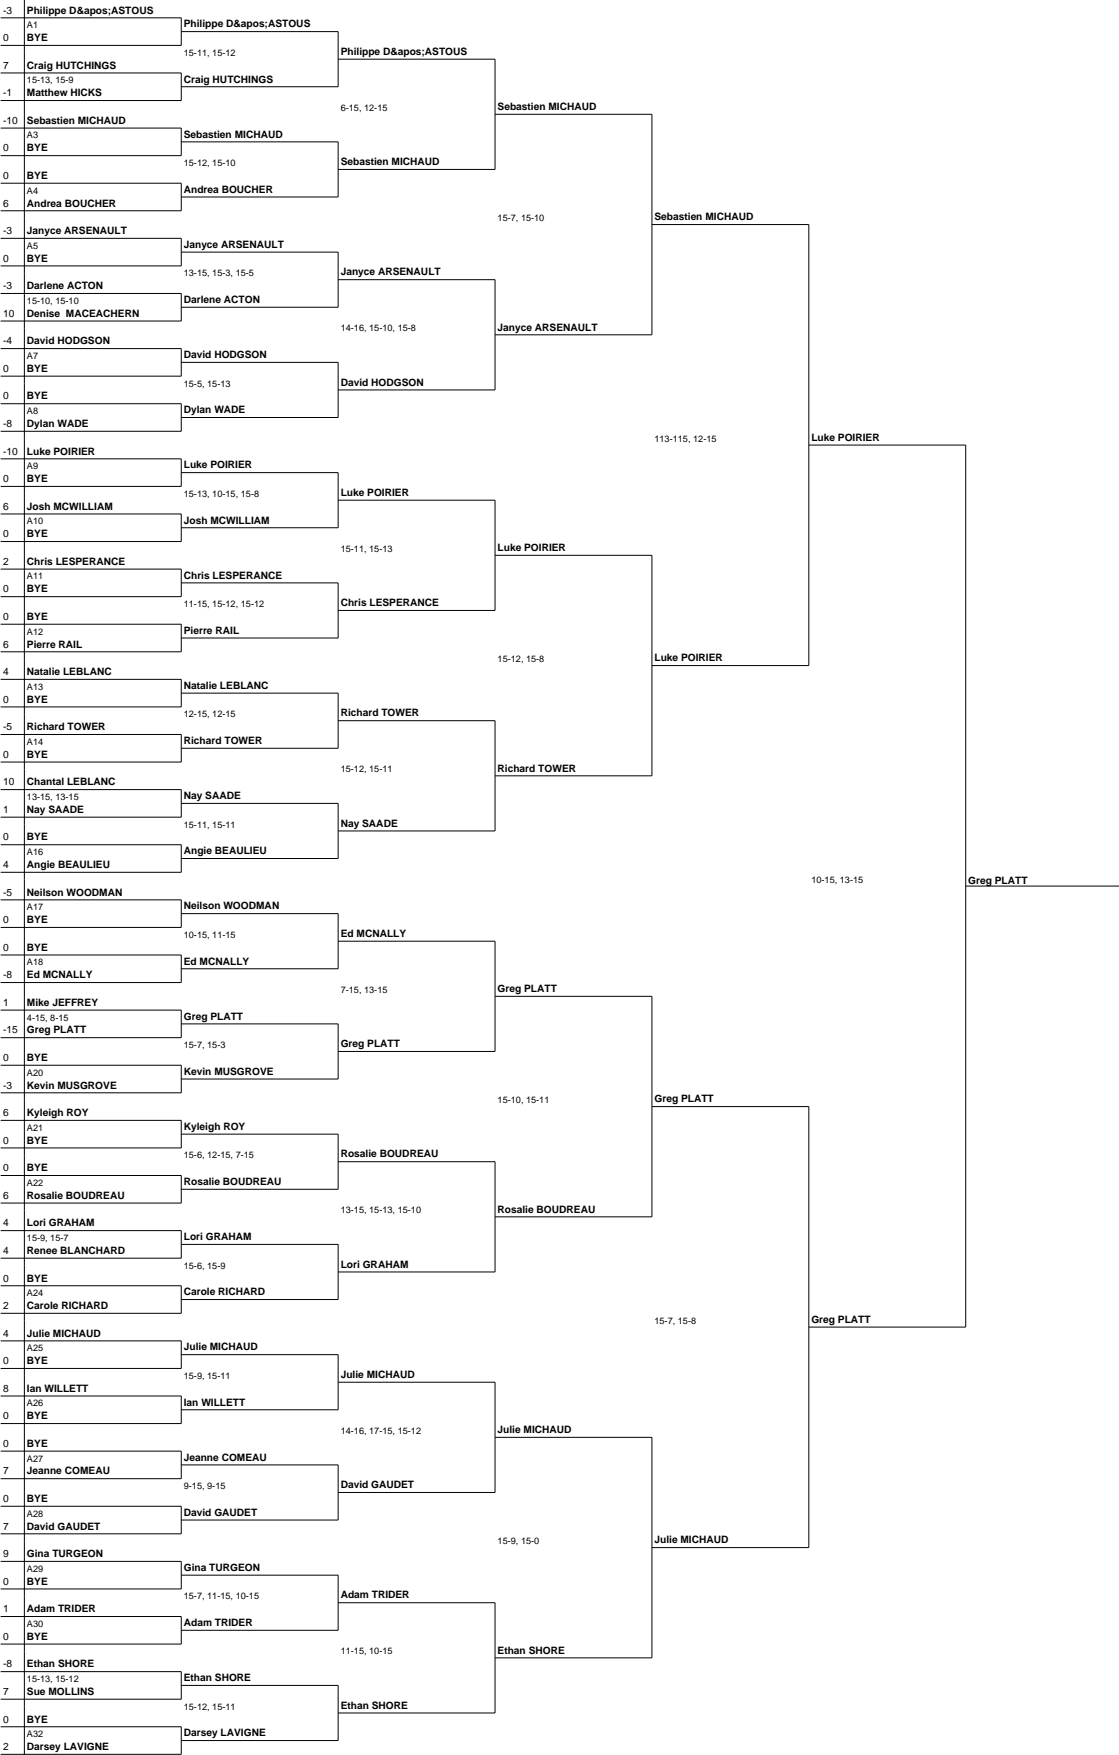 -3 Philippe D&apos;ASTOUS
A1
0 BYE
7 Craig HUTCHINGS
15-13, 15-9
-1 Matthew HICKS
-10 Sebastien MICHAUD
A3
0 BYE
0 BYE
A4
6 Andrea BOUCHER
-3 Janyce ARSENAULT
A5
0 BYE
-3 Darlene ACTON
15-10, 15-10
10 Denise MACEACHERN
-4 David HODGSON
A7
0 BYE
0 BYE
A8
-8 Dylan WADE
-10 Luke POIRIER
A9
0 BYE
6 Josh MCWILLIAM
A10
0 BYE
2 Chris LESPERANCE
A11
0 BYE
0 BYE
A12
6 Pierre RAIL
4 Natalie LEBLANC
A13
0 BYE
-5 Richard TOWER
A14
0 BYE
10 Chantal LEBLANC
13-15, 13-15
1 Nay SAADE
0 BYE
A16
4 Angie BEAULIEU
-5 Neilson WOODMAN
A17
0 BYE
0 BYE
A18
-8 Ed MCNALLY
1 Mike JEFFREY
4-15, 8-15
-15 Greg PLATT
0 BYE
A20
-3 Kevin MUSGROVE
6 Kyleigh ROY
A21
0 BYE
0 BYE
A22
6 Rosalie BOUDREAU
4 Lori GRAHAM
15-9, 15-7
4 Renee BLANCHARD
0 BYE
A24
2 Carole RICHARD
4 Julie MICHAUD
A25
0 BYE
8 Ian WILLETT
A26
0 BYE
0 BYE
A27
7 Jeanne COMEAU
0 BYE
A28
7 David GAUDET
9 Gina TURGEON
A29
0 BYE
1 Adam TRIDER
A30
0 BYE
-8 Ethan SHORE
15-13, 15-12
7 Sue MOLLINS
0 BYE
A32
2 Darsey LAVIGNE
Philippe D&apos;ASTOUS
15-11, 15-12
Craig HUTCHINGS
Sebastien MICHAUD
15-12, 15-10
Andrea BOUCHER
Janyce ARSENAULT
13-15, 15-3, 15-5
Darlene ACTON
David HODGSON
15-5, 15-13
Dylan WADE
Luke POIRIER
15-13, 10-15, 15-8
Josh MCWILLIAM
Chris LESPERANCE
11-15, 15-12, 15-12
Pierre RAIL
Natalie LEBLANC
12-15, 12-15
Richard TOWER
Nay SAADE
15-11, 15-11
Angie BEAULIEU
Neilson WOODMAN
10-15, 11-15
Ed MCNALLY
Greg PLATT
15-7, 15-3
Kevin MUSGROVE
Kyleigh ROY
15-6, 12-15, 7-15
Rosalie BOUDREAU
Lori GRAHAM
15-6, 15-9
Carole RICHARD
Julie MICHAUD
15-9, 15-11
Ian WILLETT
Jeanne COMEAU
9-15, 9-15
David GAUDET
Gina TURGEON
15-7, 11-15, 10-15
Adam TRIDER
Ethan SHORE
15-12, 15-11
Darsey LAVIGNE
Philippe D&apos;ASTOUS
6-15, 12-15
Sebastien MICHAUD
Janyce ARSENAULT
14-16, 15-10, 15-8
David HODGSON
Luke POIRIER
15-11, 15-13
Chris LESPERANCE
Richard TOWER
15-12, 15-11
Nay SAADE
Ed MCNALLY
7-15, 13-15
Greg PLATT
Rosalie BOUDREAU
13-15, 15-13, 15-10
Lori GRAHAM
Julie MICHAUD
14-16, 17-15, 15-12
David GAUDET
Adam TRIDER
11-15, 10-15
Ethan SHORE
Sebastien MICHAUD
15-7, 15-10
Janyce ARSENAULT
Luke POIRIER
15-12, 15-8
Richard TOWER
Greg PLATT
15-10, 15-11
Rosalie BOUDREAU
Julie MICHAUD
15-9, 15-0
Ethan SHORE
Sebastien MICHAUD
113-115, 12-15
Luke POIRIER
Greg PLATT
15-7, 15-8
Julie MICHAUD
Luke POIRIER
10-15, 13-15
Greg PLATT
Greg PLATT